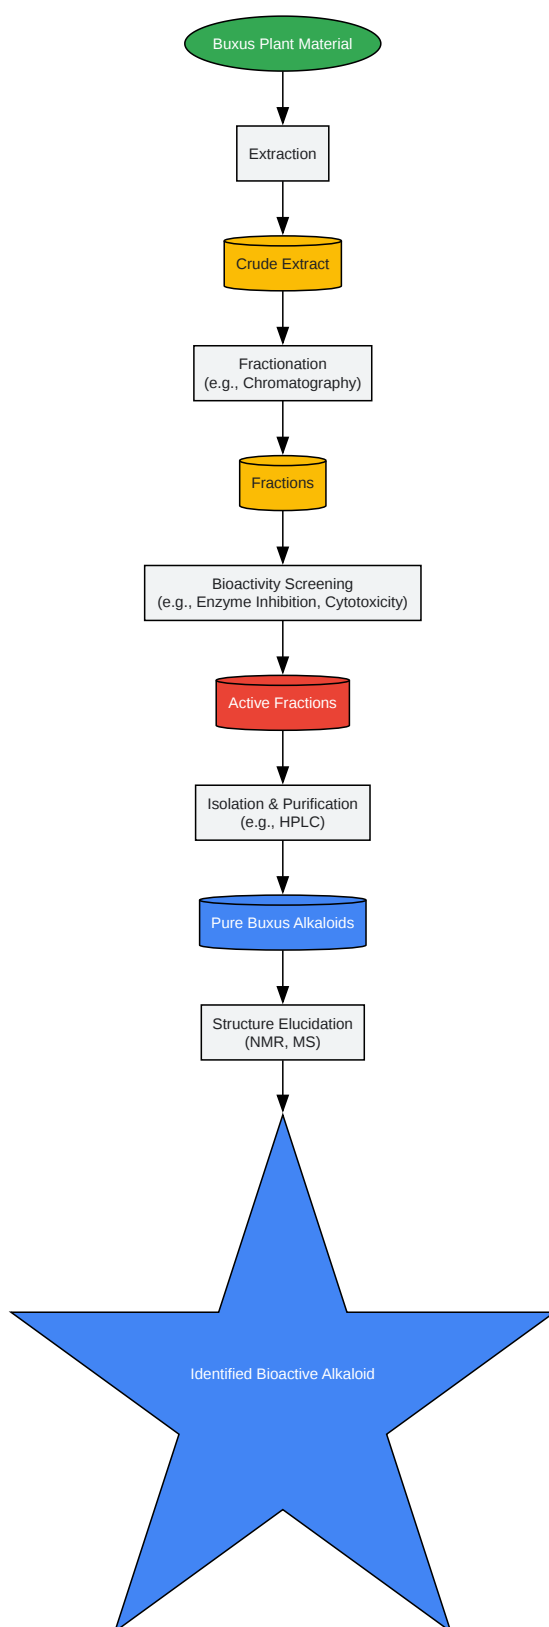 Buxus Plant Material
Extraction
Crude Extract
Fractionation
(e.g., Chromatography)
Fractions
Bioactivity Screening
(e.g., Enzyme Inhibition, Cytotoxicity)
Active Fractions
Isolation & Purification
(e.g., HPLC)
Pure Buxus Alkaloids
Structure Elucidation
(NMR, MS)
Identified Bioactive Alkaloid